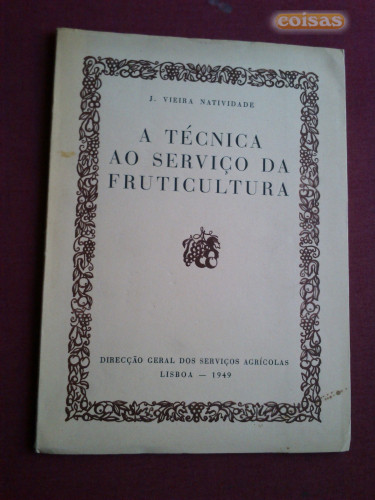 coisas
J. VIEIRA NATIVIDADE
A TÉCNICA
AO SERVIÇO DA
FRUTICULTURA
DIRECÇÃO GERAL DOS SERVIÇOS AGRÍCOLAS
LISBOA — 1949